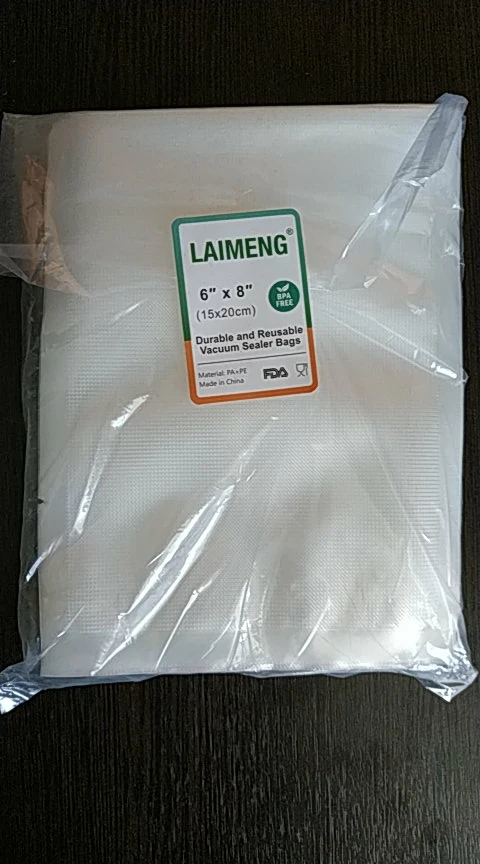 LAIMENG®
6" x 8"
(15x20cm)
BPA
FREE
Durable and Reusable
Vacuum Sealer Bags
Material: PA+PE
Made in China
FDA